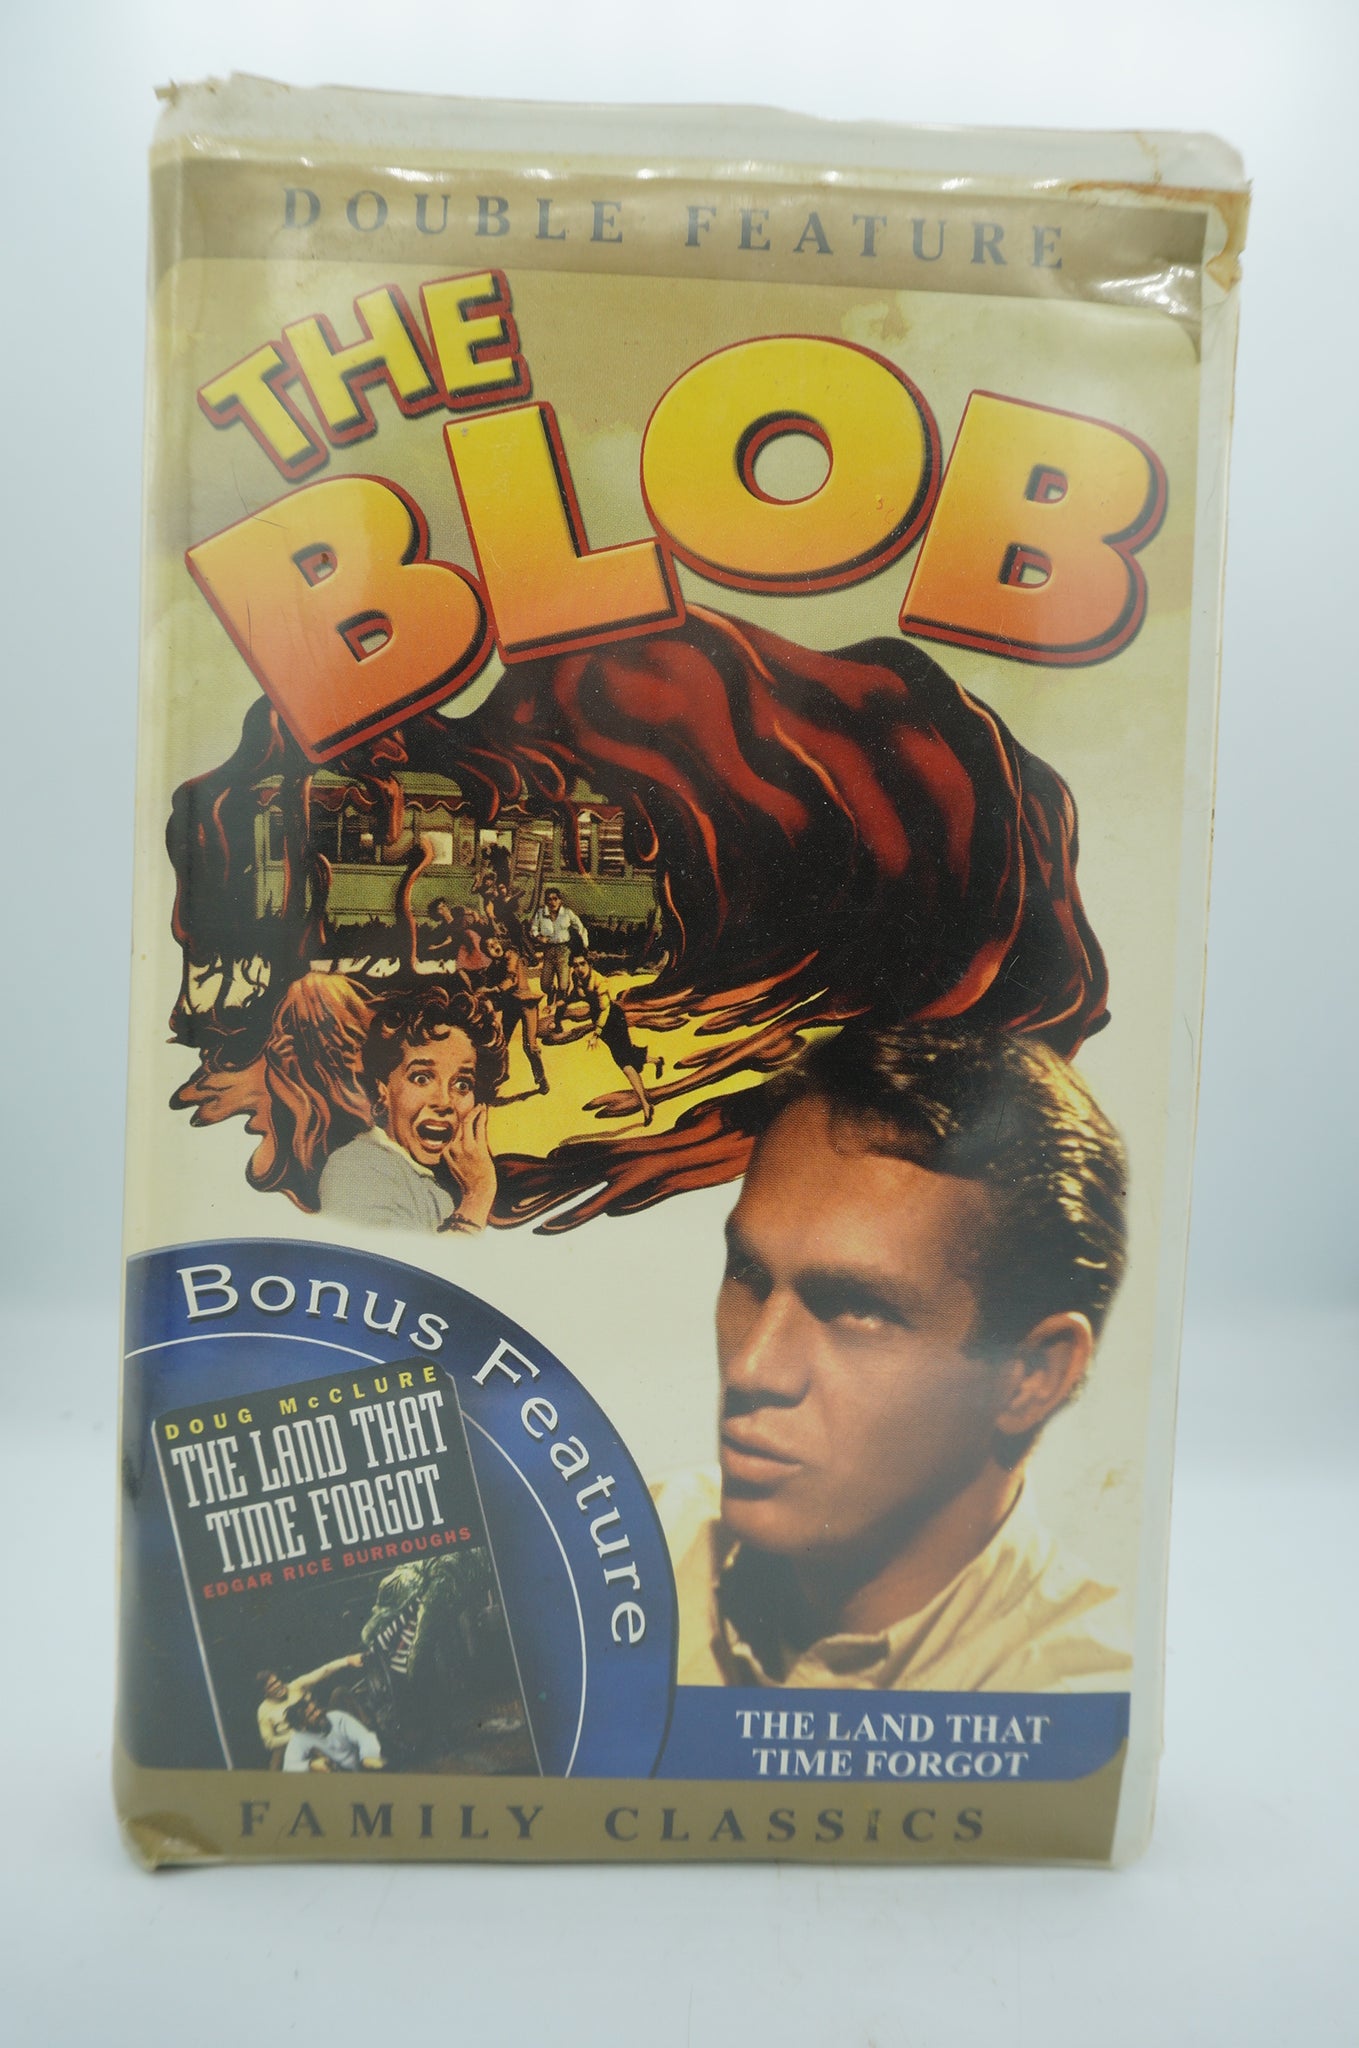 DOUBLE FEATURE
THE
BLOB
Bonus Feature
DOUG McCLURE
THE LAND THAT
TIME FORGOT
EDGAR RICE BURROUGHS
THE LAND THAT
TIME FORGOT
FAMILY CLASSICS